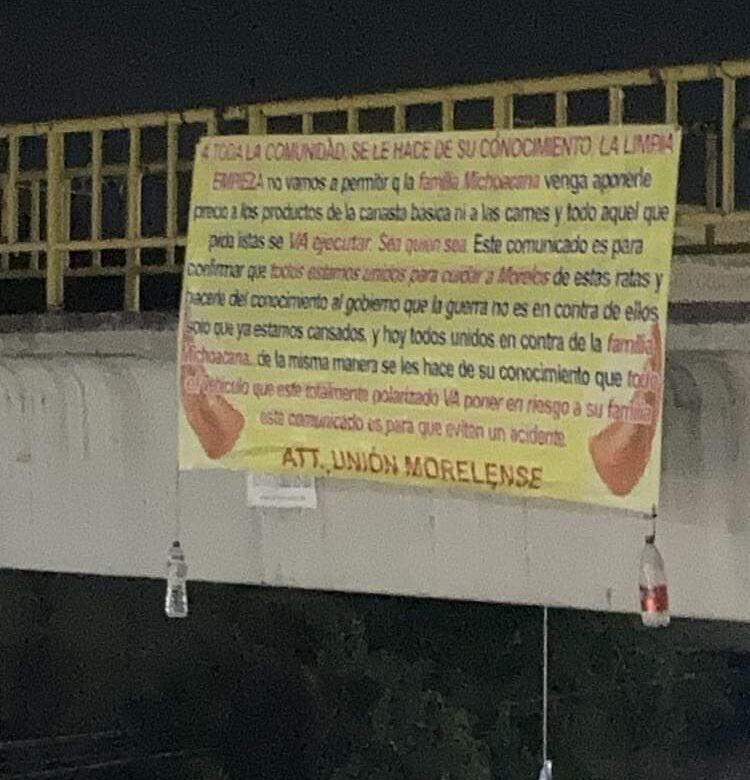 A TODA LA COMUNIDAD, SE LE HACE DE SU CONOCIMIENTO, LA LIMPIA
EMPIEZA no vamos a permitir q la familia Michoacana venga aponerle
precio a los productos de la canasta básica ni a las carnes y todo aquel que
pida listas se VA ejecutar. Sea quien sea. Este comunicado es para
confirmar que todos estamos unidos para cuidar a Morelos de estas ratas y
hacerle del conocimiento al gobierno que la guerra no es en contra de ellos
solo que ya estamos cansados, y hoy todos unidos en contra de la familia
Michoacana, de la misma manera se les hace de su conocimiento que todo
el vehículo que este totalmente polarizado VA poner en riesgo a su familia
este comunicado es para que eviten un acidente.
ATT. UNIÓN MORELENSE